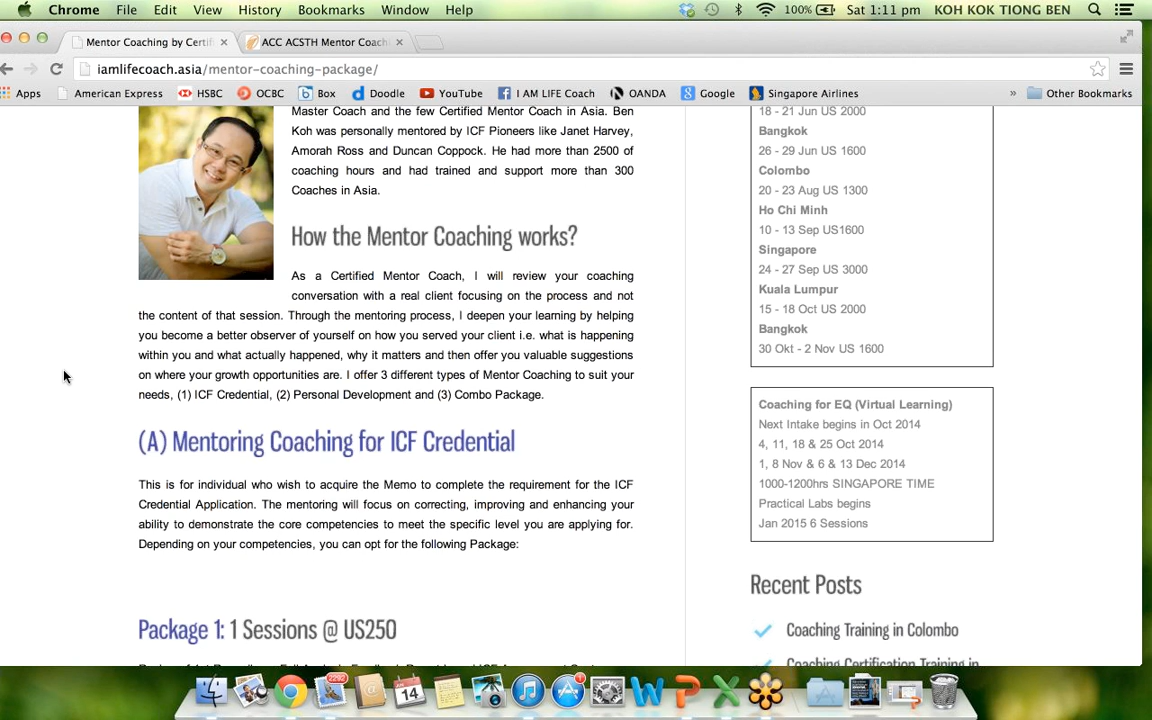 Chrome File Edit View History Bookmarks Window Help 100% Sat 1:11 pm KOH KOK TIONG BEN
Mentor Coaching by Certifi ACC ACSTH Mentor Coach
iamlifecoach.asia/mentor-coaching-package/
Apps American Express HSBC OCBC Box Doodle YouTube I AM LIFE Coach OANDA Google Singapore Airlines » Other Bookmarks
Master Coach and the few Certified Mentor Coach in Asia. Ben
Koh was personally mentored by ICF Pioneers like Janet Harvey,
Amorah Ross and Duncan Coppock. He had more than 2500 of
coaching hours and had trained and support more than 300
Coaches in Asia.
How the Mentor Coaching works?
As a Certified Mentor Coach, I will review your coaching
conversation with a real client focusing on the process and not
the content of that session. Through the mentoring process, I deepen your learning by helping
you become a better observer of yourself on how you served your client i.e. what is happening
within you and what actually happened, why it matters and then offer you valuable suggestions
on where your growth opportunities are. I offer 3 different types of Mentor Coaching to suit your
needs, (1) ICF Credential, (2) Personal Development and (3) Combo Package.
(A) Mentoring Coaching for ICF Credential
This is for individual who wish to acquire the Memo to complete the requirement for the ICF
Credential Application. The mentoring will focus on correcting, improving and enhancing your
ability to demonstrate the core competencies to meet the specific level you are applying for.
Depending on your competencies, you can opt for the following Package:
Package 1: 1 Sessions @ US250
18 - 21 Jun US 2000
Bangkok
26 - 29 Jun US 1600
Colombo
20 - 23 Aug US 1300
Ho Chi Minh
10 - 13 Sep US1600
Singapore
24 - 27 Sep US 3000
Kuala Lumpur
15 - 18 Oct US 2000
Bangkok
30 Okt - 2 Nov US 1600
Coaching for EQ (Virtual Learning)
Next Intake begins in Oct 2014
4, 11, 18 & 25 Oct 2014
1, 8 Nov & 6 & 13 Dec 2014
1000-1200hrs SINGAPORE TIME
Practical Labs begins
Jan 2015 6 Sessions
Recent Posts
Coaching Training in Colombo
Coaching Certification Training in
2292
14
1